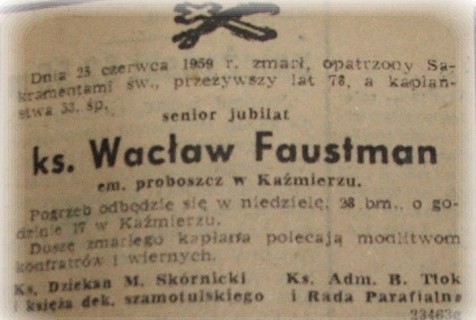 Dnia 25 czerwca 1959 r. zmarł, opatrzony Sa-
kramentami św., przeżywszy lat 78, a kapłań-
stwa 53. śp.
senior jubilat
ks. Wacław Faustman
em. proboszcz w Kaźmierzu.
Pogrzeb odbędzie się w niedzielę, 28 bm., o go-
dzinie 17 w Kaźmierzu.
Duszę zmarłego kapłana polecają modlitwom
konfratrów i wiernych.
Ks. Dziekan M. Skórnicki
i księża dek. szamotulskiego
Ks. Adm. B. Tłok
i Rada Parafialna
23463g